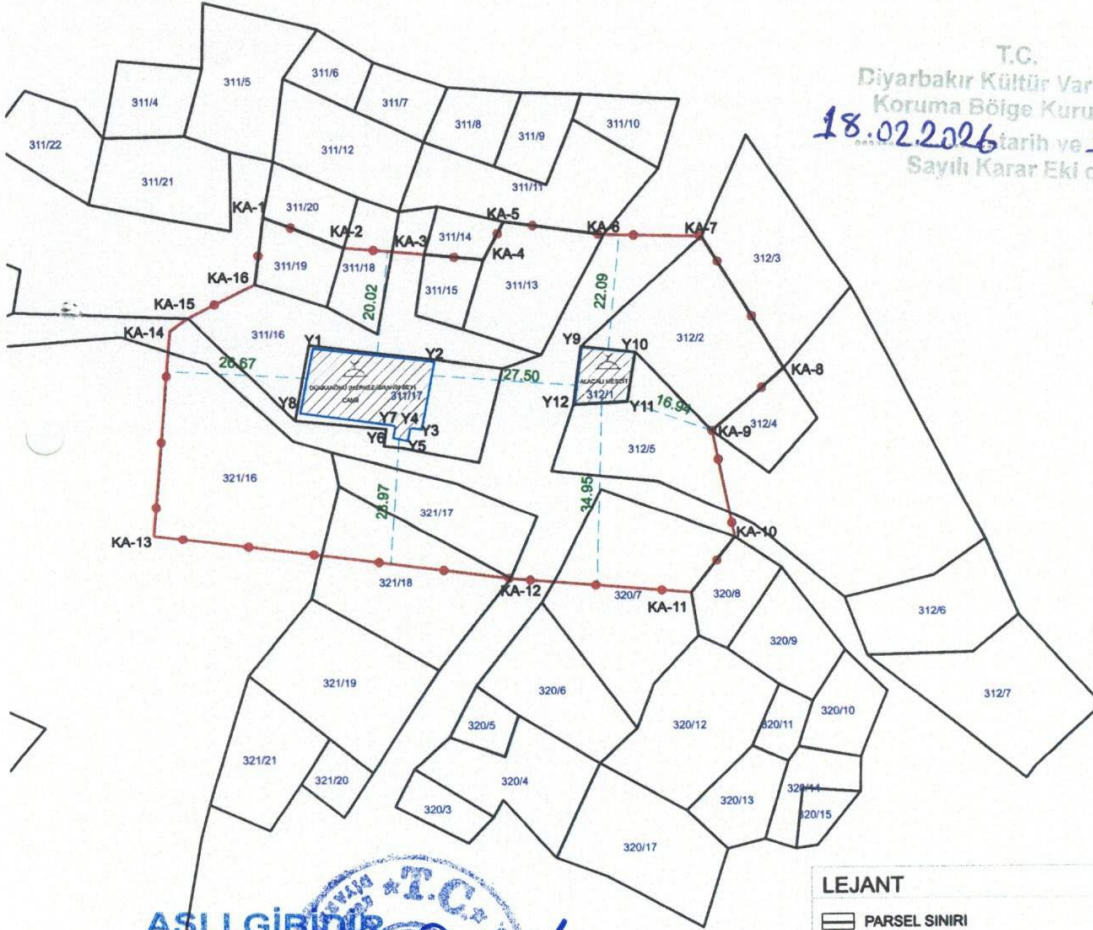 T.C.
Diyarbakır Kültür Var
Koruma Bölge Kuru
18.02.2026 tarih ve
Sayılı Karar Eki
311/6
311/5
311/7
311/4
311/8
311/9
311/10
311/22
311/12
311/21
311/11
KA-1
311/20
KA-2
KA-5
KA-6
KA-7
KA-3
311/14
KA-4
312/3
311/19
311/18
KA-16
311/15
311/13
KA-15
KA-14
311/16
20.02
22.09
312/2
Y1
Y2
Y9
Y10
KA-8
26.67
27.50
CAMİİ
311/17
ALACALI MESCİT
312/1
16.94
Y8
Y7
Y4
Y3
Y6
Y5
Y12
Y11
KA-9
312/4
312/5
321/16
321/17
34.95
KA-10
KA-13
321/18
KA-12
320/7
KA-11
320/8
312/6
320/9
321/19
320/6
312/7
320/5
320/12
320/11
320/10
321/21
321/20
320/4
320/3
320/13
320/14
320/15
320/17
LEJANT
PARSEL SINIRI
ASLI GİBİDİR
T.C.